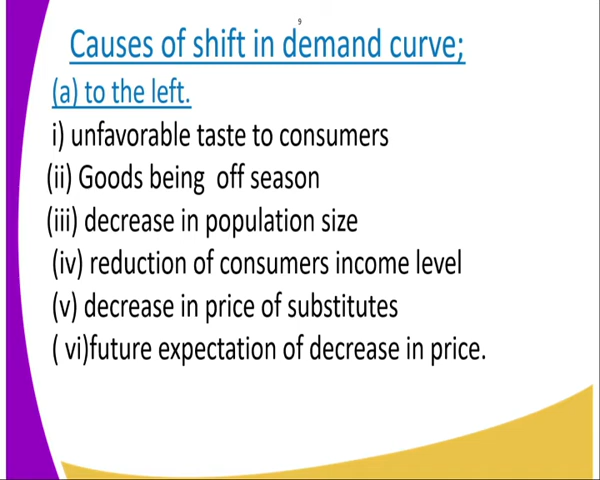 9
Causes of shift in demand curve;
(a) to the left.
i) unfavorable taste to consumers
(ii) Goods being off season
(iii) decrease in population size
(iv) reduction of consumers income level
(v) decrease in price of substitutes
( vi)future expectation of decrease in price.